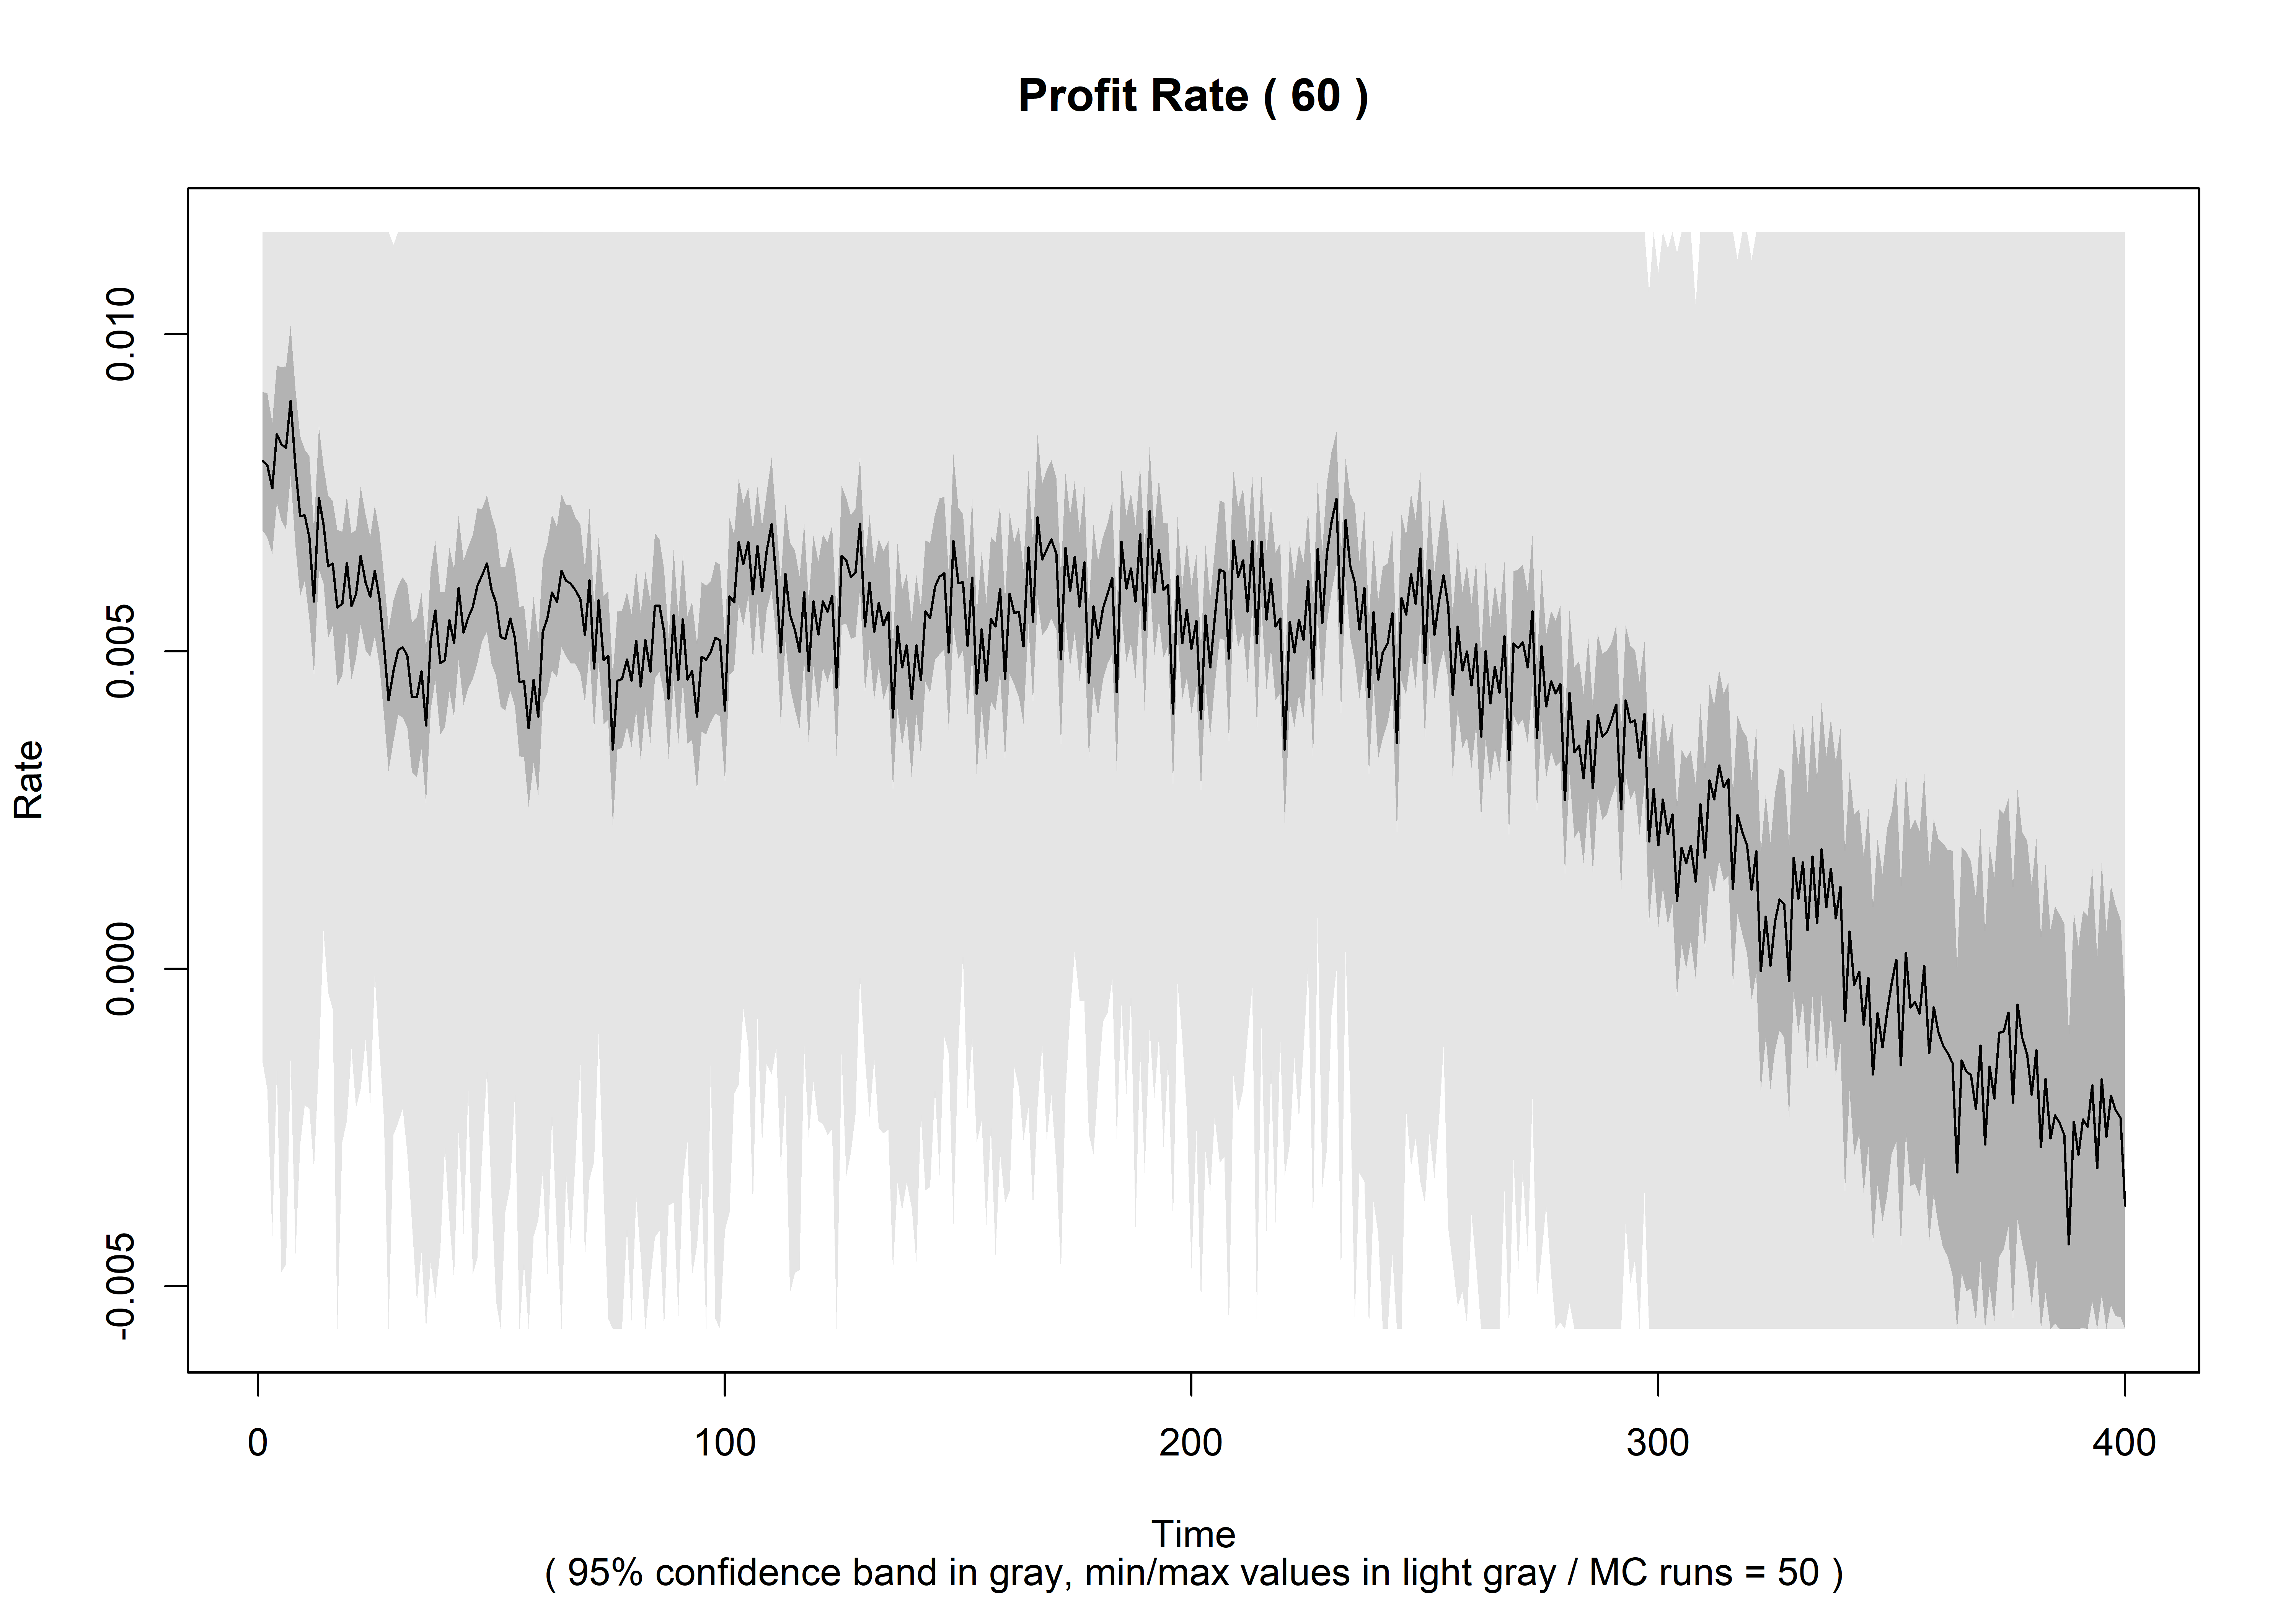 Profit Rate ( 60 )
0.010
0.005
0.000
-0.005
Rate
0
100
200
300
400
Time
( 95% confidence band in gray, min/max values in light gray / MC runs = 50 )